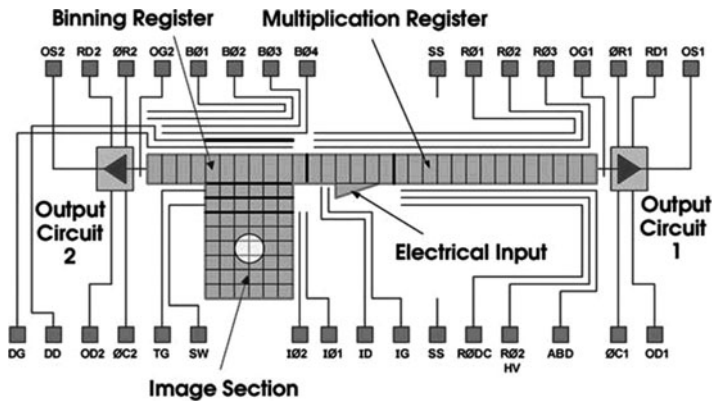 Binning Register
Multiplication Register
OS2 RD2 ØR2 OG2 BØ1 BØ2 BØ3 BØ4 SS RØ1 RØ2 RØ3 OG1 ØR1 RD1 OS1
Output
Circuit
2
Electrical Input
Output
Circuit
1
DG DD OD2 ØC2 TG SW IØ2 IØ1 ID IG SS RØDC RØ2 ABD ØC1 OD1
HV
Image Section